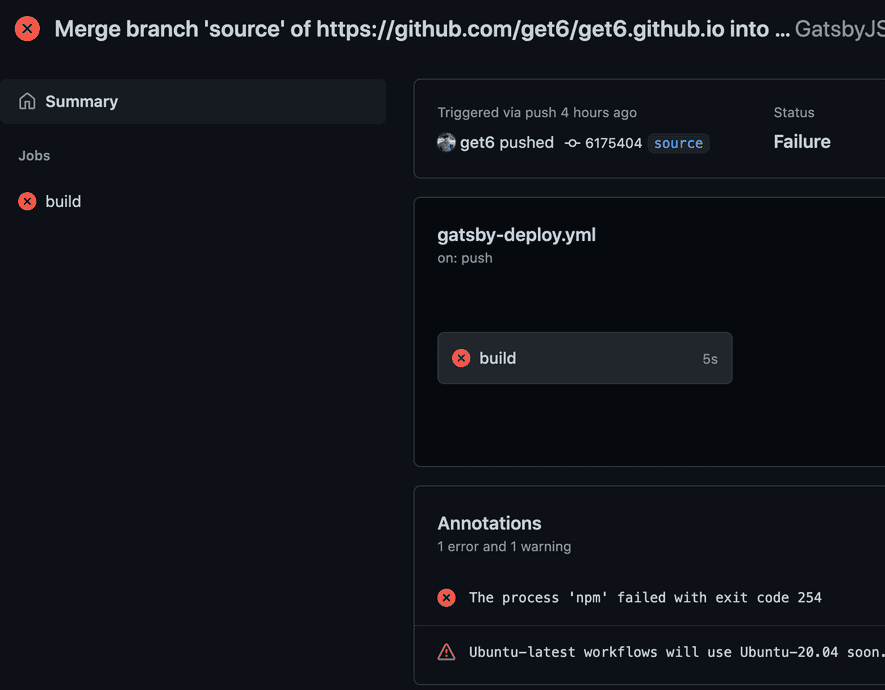 Merge branch 'source' of https://github.com/get6/get6.github.io into ... GatsbyJS
Summary
Jobs
build
Triggered via push 4 hours ago
get6 pushed 6175404 source
Status
Failure
gatsby-deploy.yml
on: push
build 5s
Annotations
1 error and 1 warning
The process 'npm' failed with exit code 254
Ubuntu-latest workflows will use Ubuntu-20.04 soon.